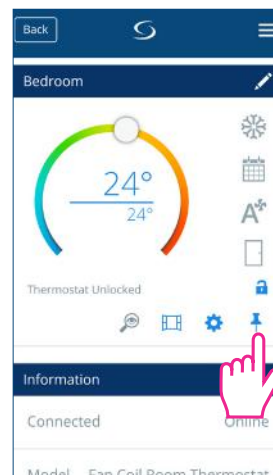 Back
Bedroom
24°
24°
A
Thermostat Unlocked
Information
Connected Online
Model Fan Coil Room Thermostat